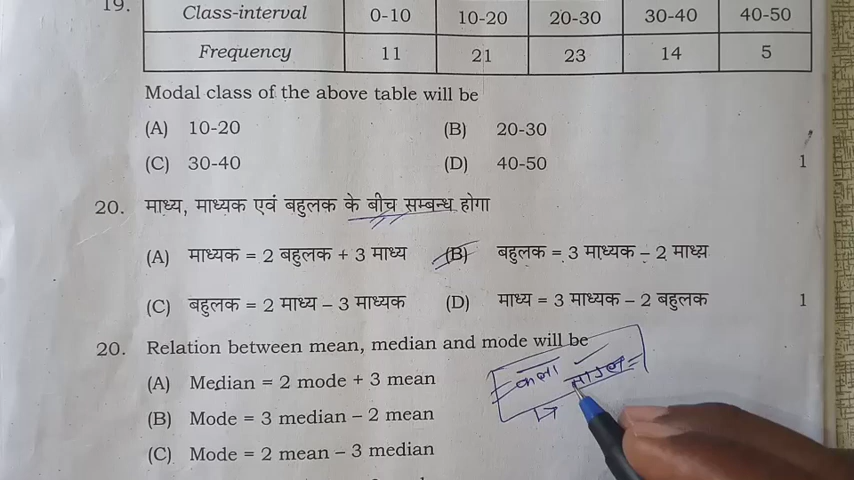 19. Class-interval 0-10 10-20 20-30 30-40 40-50
Frequency 11 21 23 14 5
Modal class of the above table will be
(A) 10-20 (B) 20-30
(C) 30-40 (D) 40-50 1
20. माध्य, माध्यक एवं बहुलक के बीच सम्बन्ध होगा
(A) माध्यक = 2 बहुलक + 3 माध्य (B) बहुलक = 3 माध्यक – 2 माध्य
(C) बहुलक = 2 माध्य – 3 माध्यक (D) माध्य = 3 माध्यक – 2 बहुलक 1
20. Relation between mean, median and mode will be
(A) Median = 2 mode + 3 mean
(B) Mode = 3 median – 2 mean
(C) Mode = 2 mean – 3 median